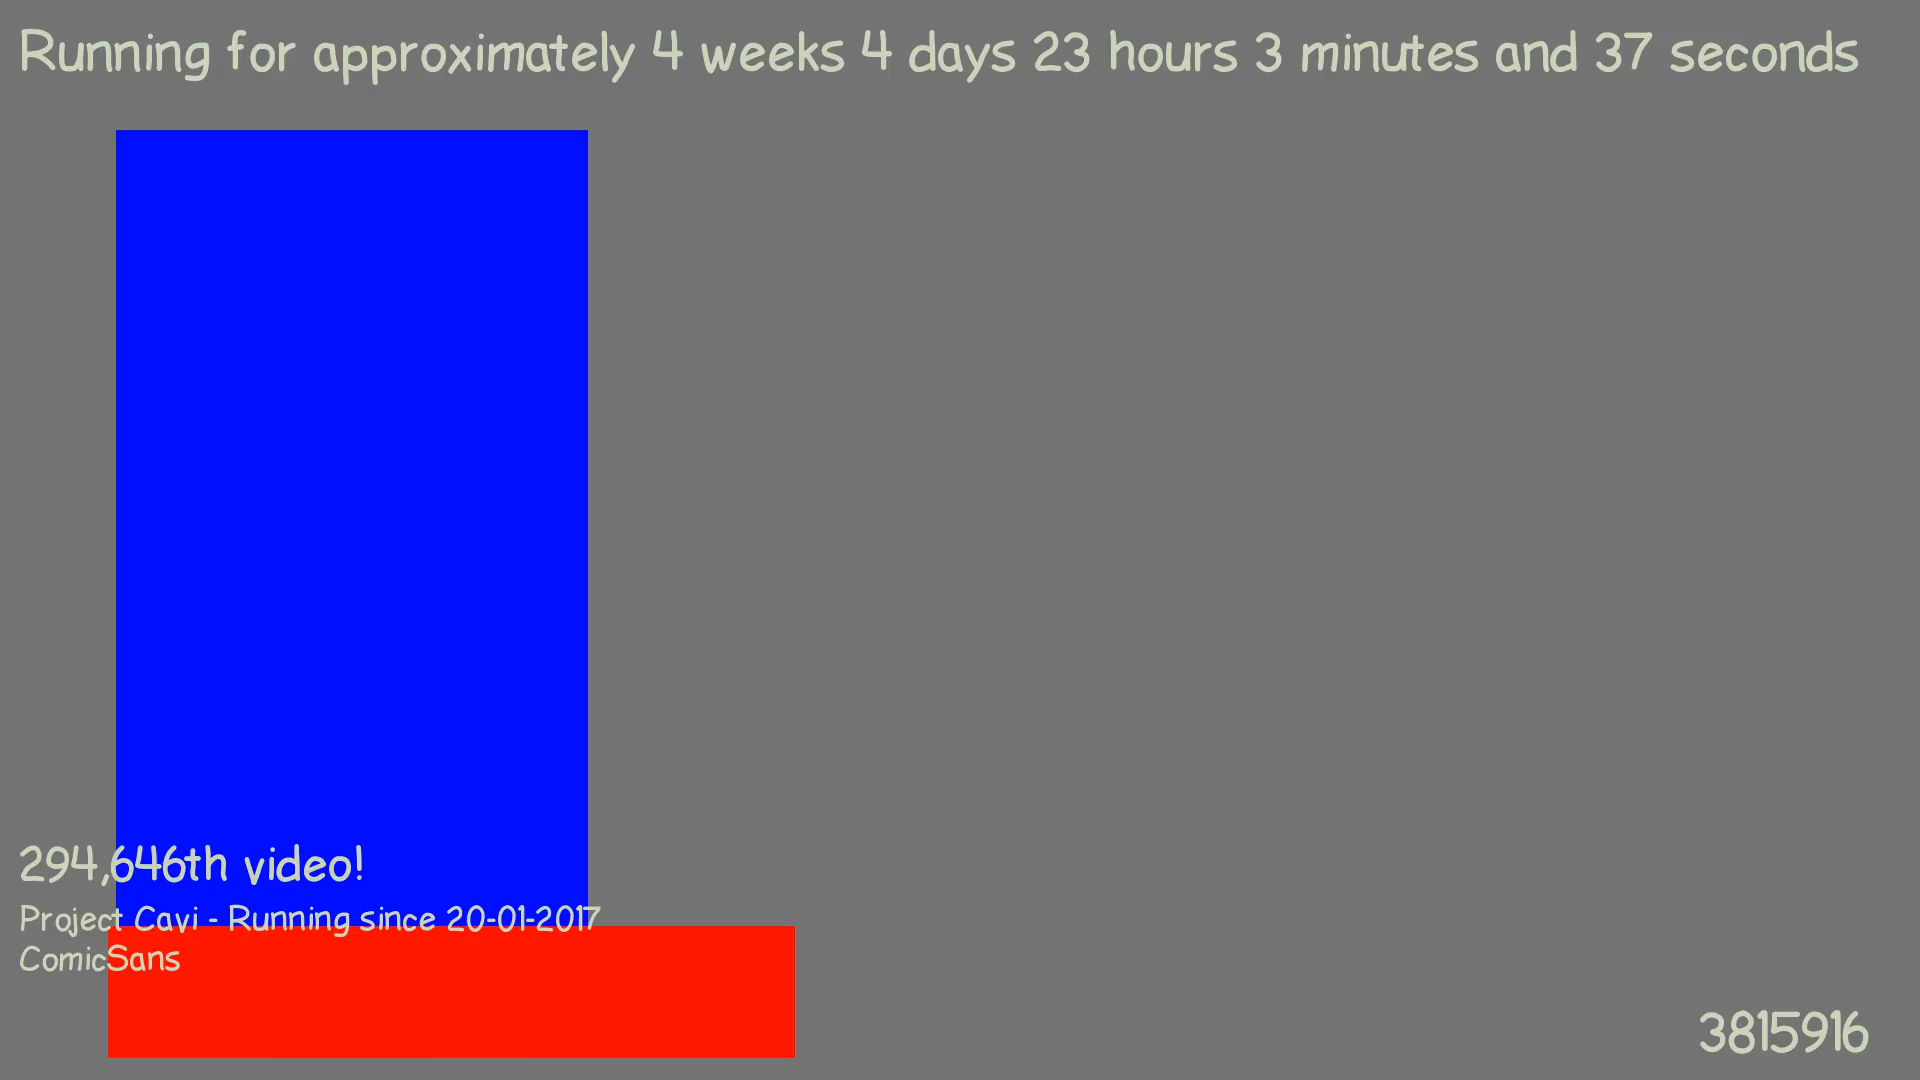 Running for approximately 4 weeks 4 days 23 hours 3 minutes and 37 seconds
294,646th video!
Project Cavi - Running since 20-01-2017
ComicSans
3815916